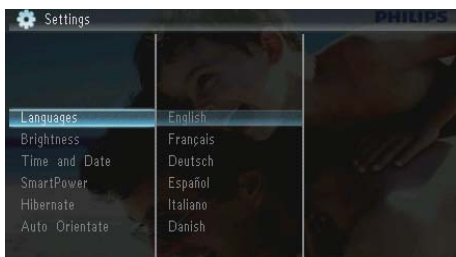 Settings
PHILIPS
Languages
English
Brightness
Français
Time and Date
Deutsch
SmartPower
Español
Hibernate
Italiano
Auto Orientate
Danish